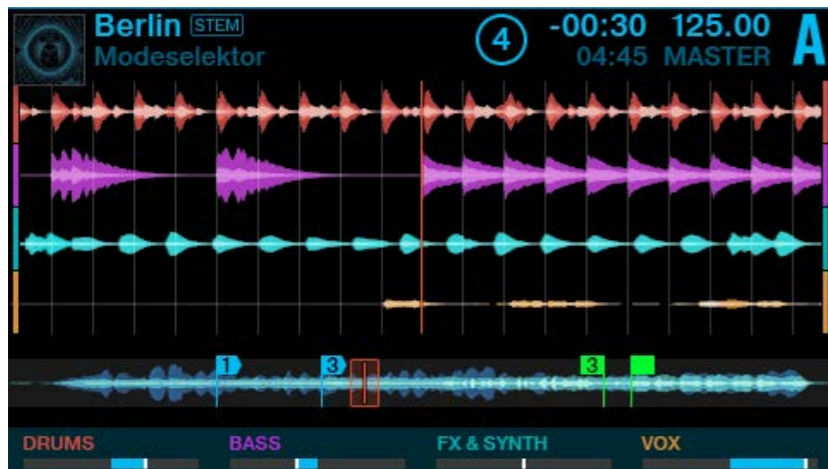 Berlin STEM
Modeselektor
4
-00:30 125.00
04:45 MASTER
A
1 3 3
DRUMS BASS FX & SYNTH VOX